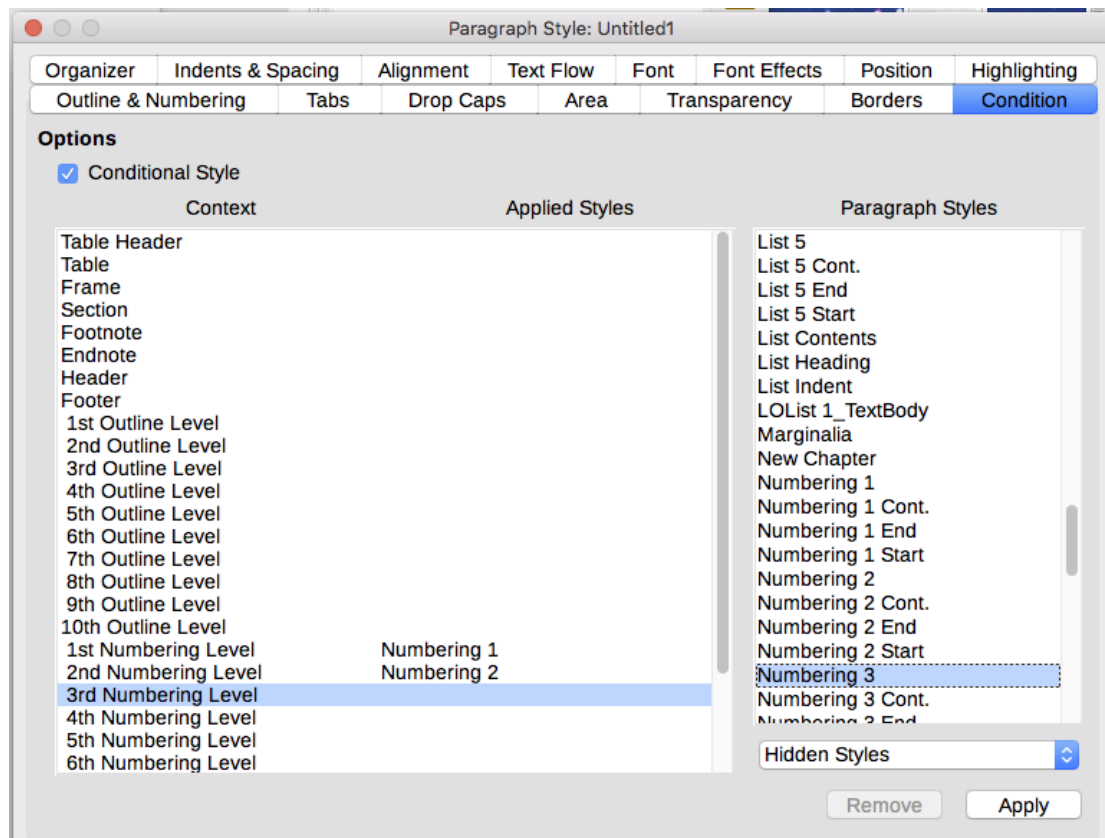 Paragraph Style: Untitled1
Organizer Indents & Spacing Alignment Text Flow Font Font Effects Position Highlighting
Outline & Numbering Tabs Drop Caps Area Transparency Borders Condition
Options
Conditional Style
Context Applied Styles
Table Header
Table
Frame
Section
Footnote
Endnote
Header
Footer
1st Outline Level
2nd Outline Level
3rd Outline Level
4th Outline Level
5th Outline Level
6th Outline Level
7th Outline Level
8th Outline Level
9th Outline Level
10th Outline Level
1st Numbering Level Numbering 1
2nd Numbering Level Numbering 2
3rd Numbering Level
4th Numbering Level
5th Numbering Level
6th Numbering Level
Paragraph Styles
List 5
List 5 Cont.
List 5 End
List 5 Start
List Contents
List Heading
List Indent
LOList 1_TextBody
Marginalia
New Chapter
Numbering 1
Numbering 1 Cont.
Numbering 1 End
Numbering 1 Start
Numbering 2
Numbering 2 Cont.
Numbering 2 End
Numbering 2 Start
Numbering 3
Numbering 3 Cont.
Numbering 3 End
Hidden Styles
Remove Apply